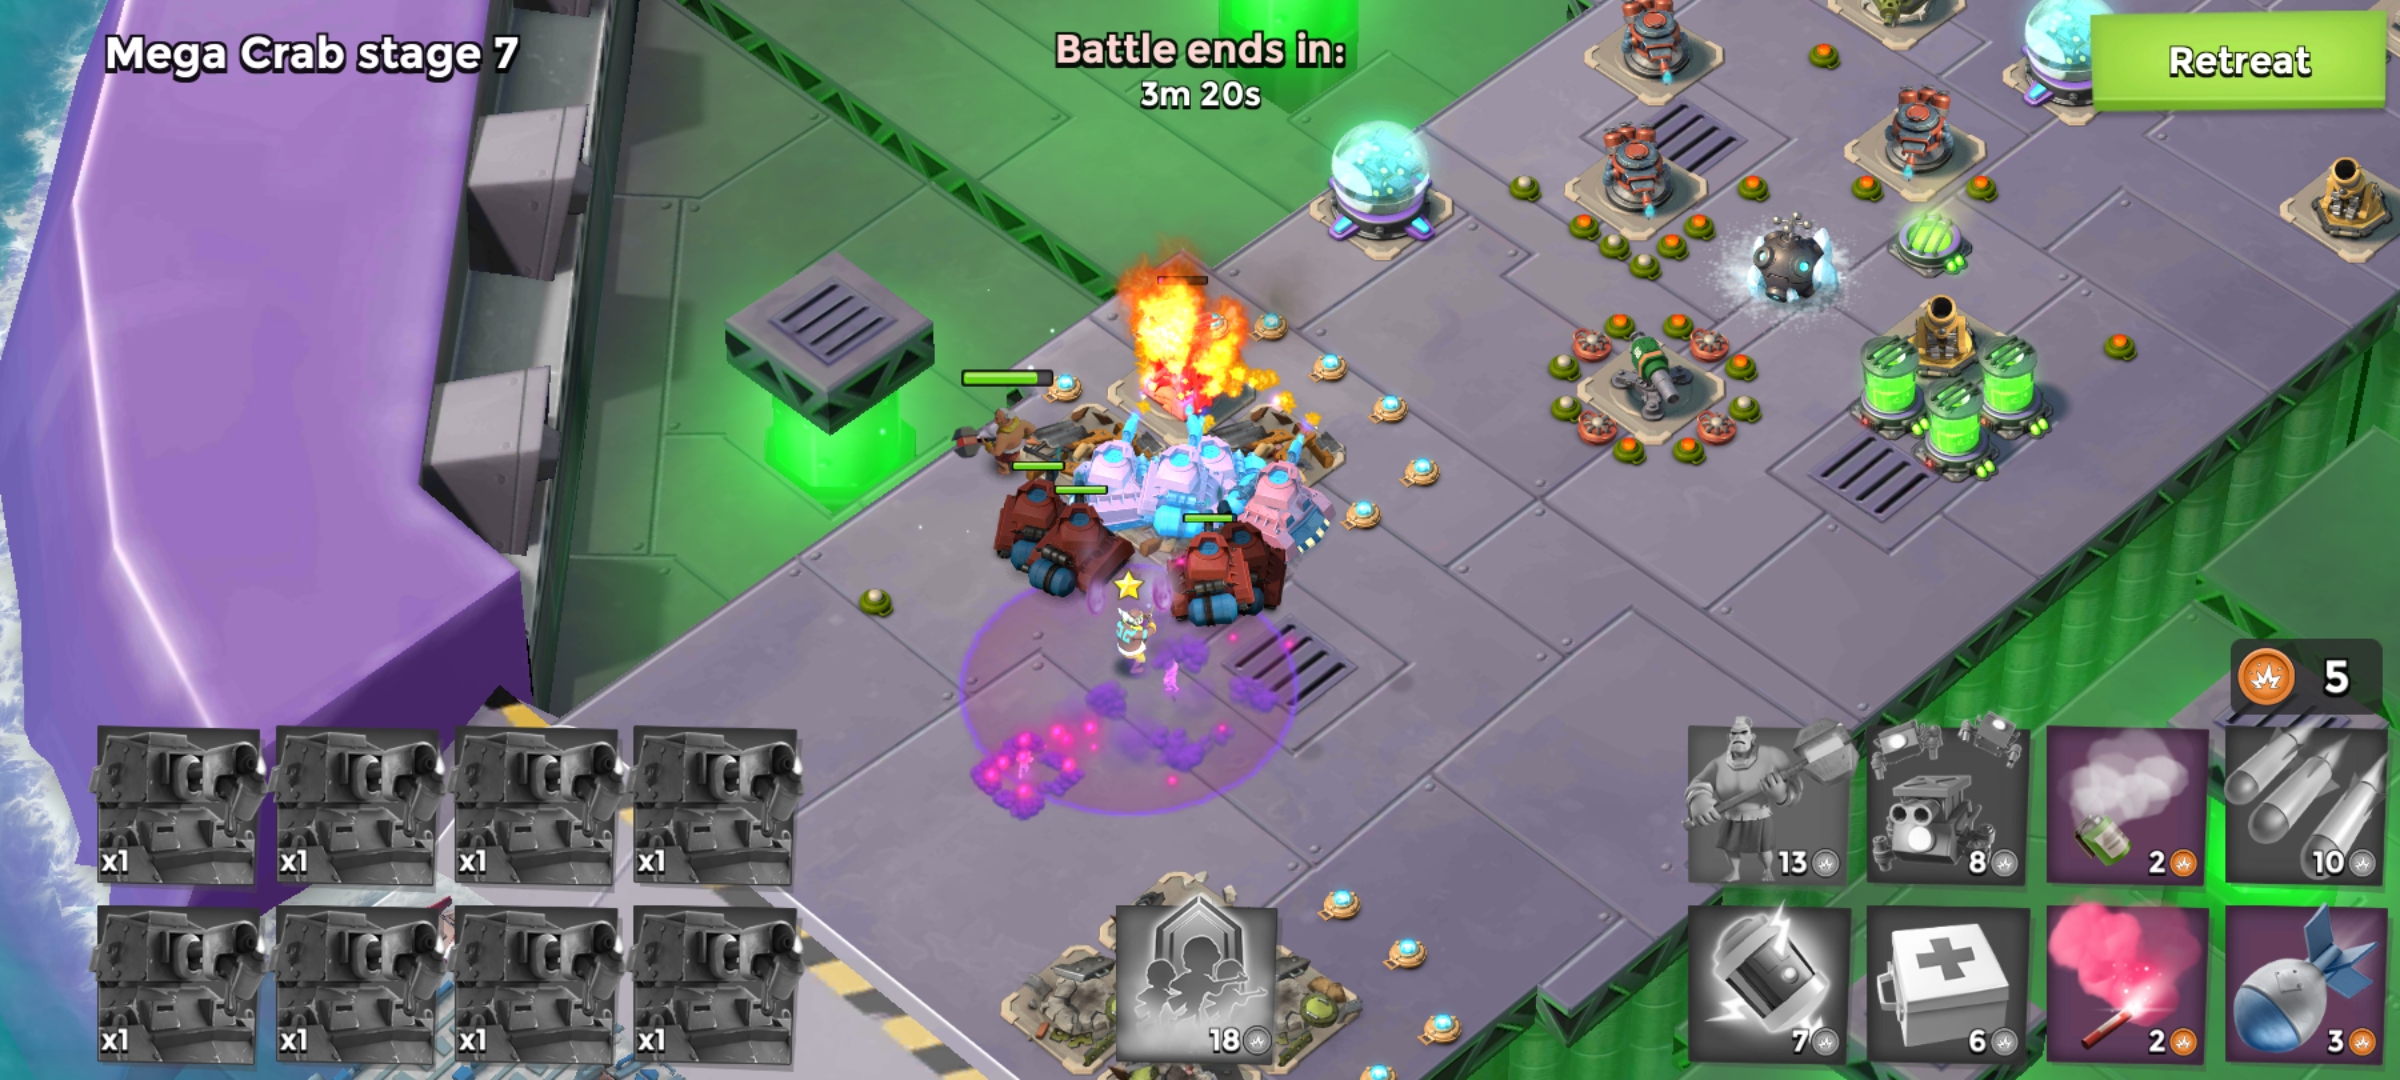 Mega Crab stage 7
Battle ends in:
3m 20s
Retreat
5
x1
x1
x1
x1
13
8
2
10
x1
x1
x1
x1
18
7
6
2
3